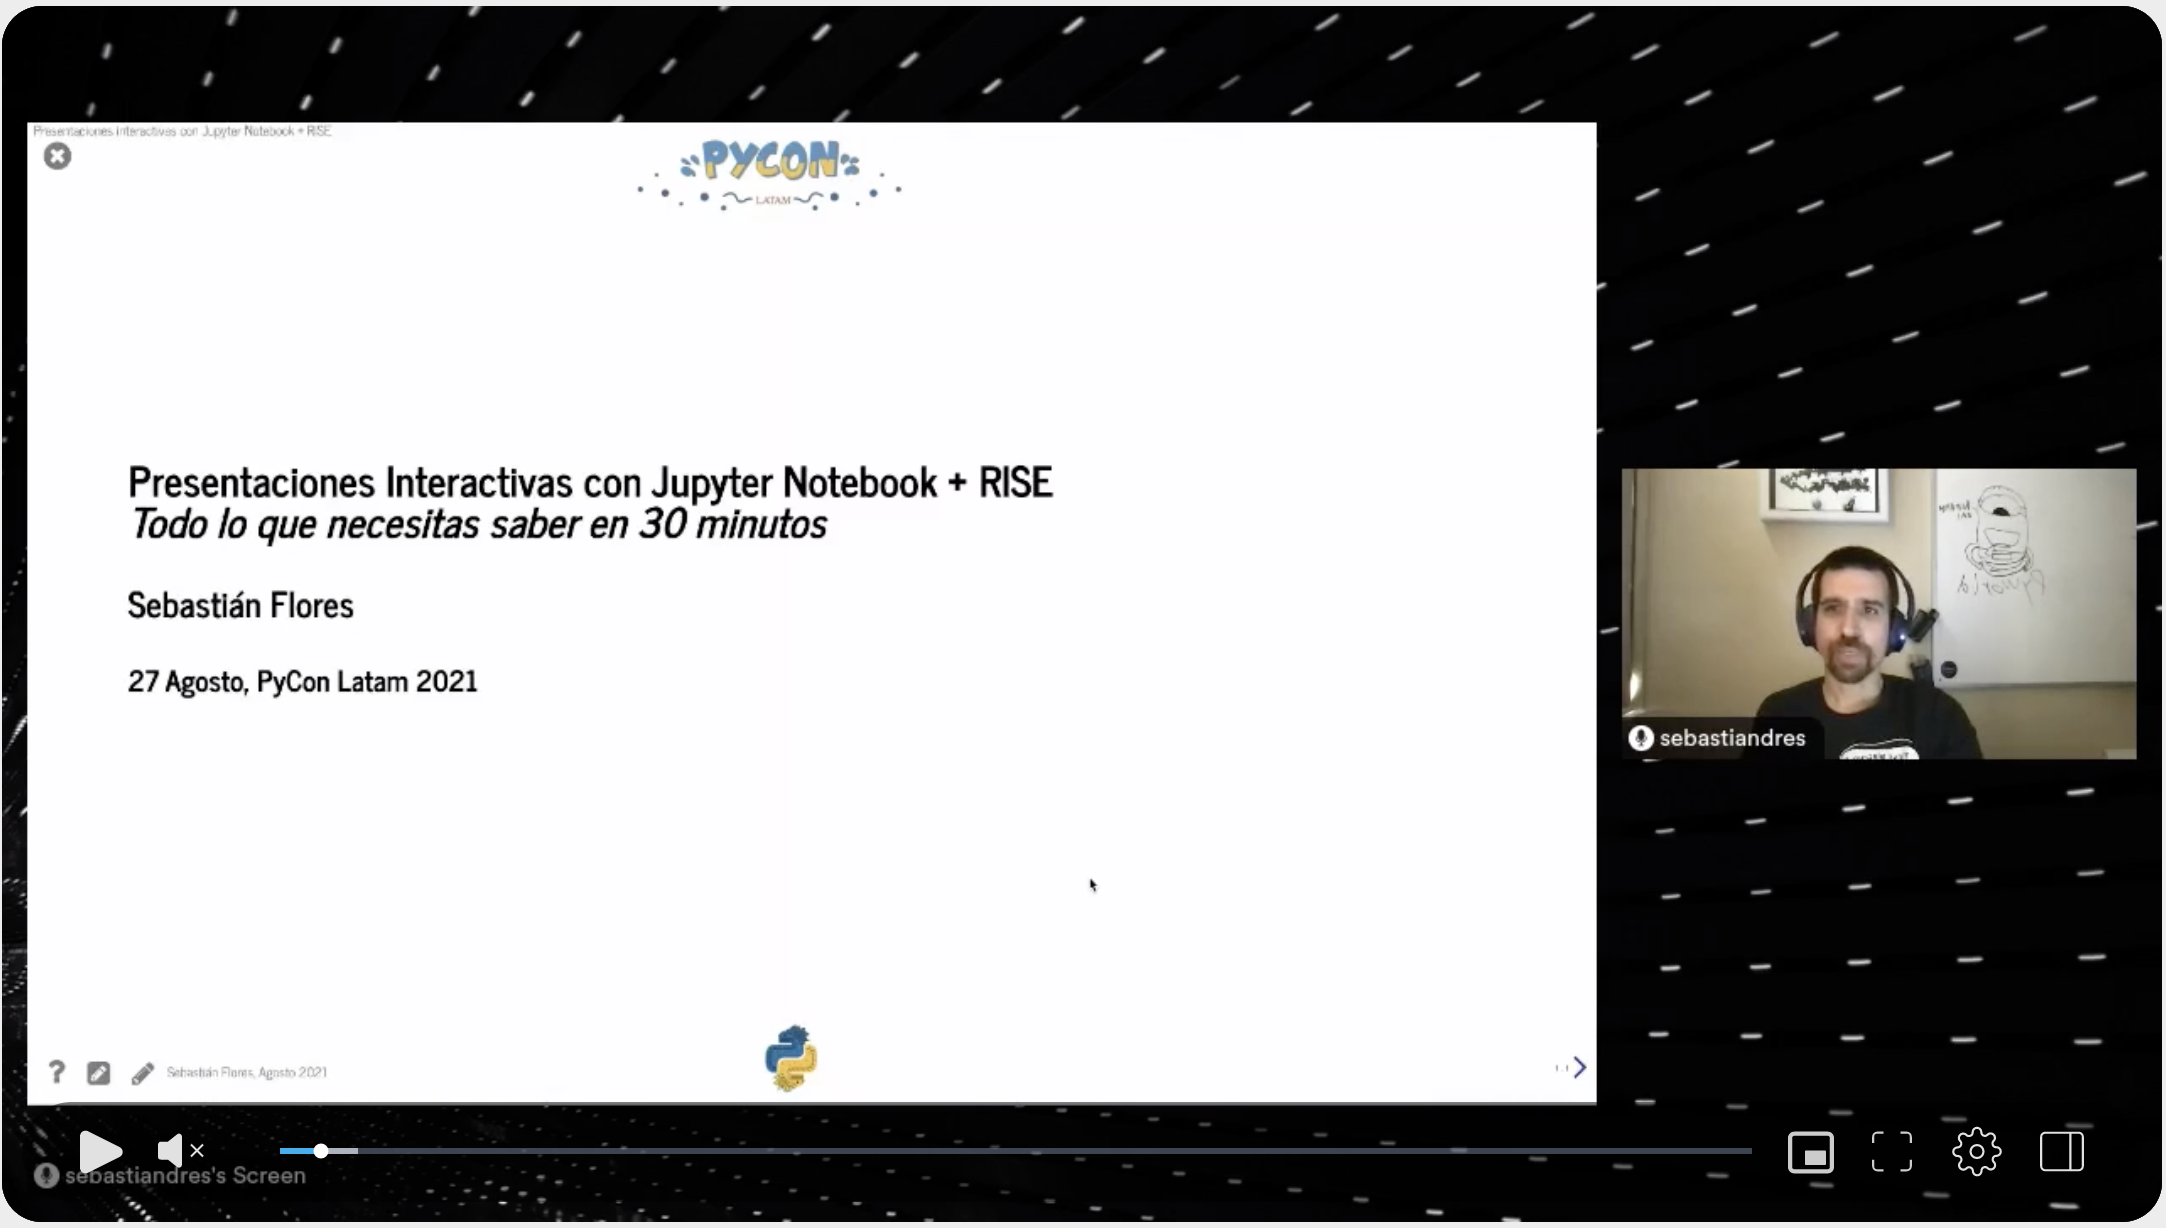 Presentaciones Interactivas con Jupyter Notebook + RISE
PYCON
LATAM
Presentaciones Interactivas con Jupyter Notebook + RISE
Todo lo que necesitas saber en 30 minutos
Sebastián Flores
27 Agosto, PyCon Latam 2021
sebastiandres
Sebastián Flores, Agosto 2021
sebastiandres's Screen